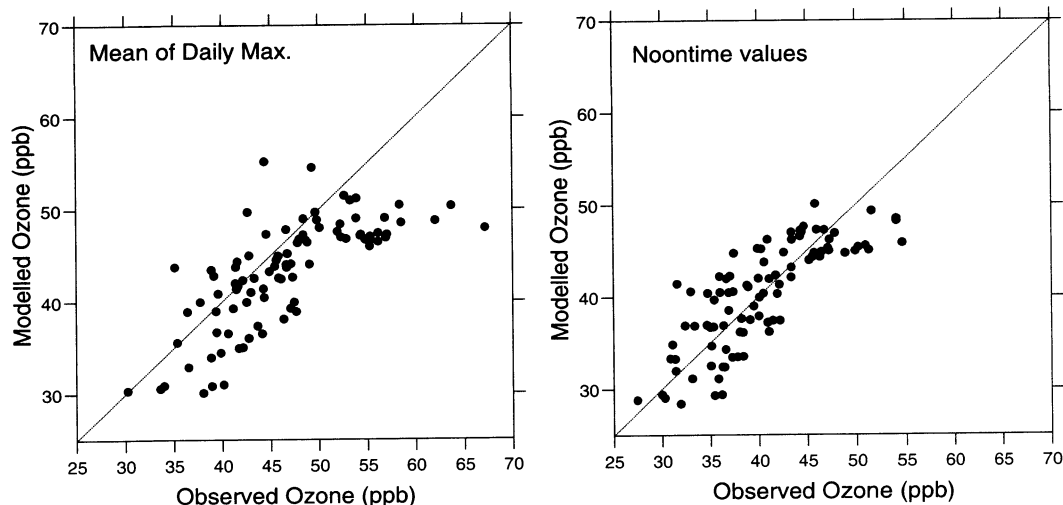 Mean of Daily Max.
70
60
50
40
30
Modelled Ozone (ppb)
25 30 35 40 45 50 55 60 65 70
Observed Ozone (ppb)
Noontime values
70
60
50
40
30
Modelled Ozone (ppb)
25 30 35 40 45 50 55 60 65 70
Observed Ozone (ppb)